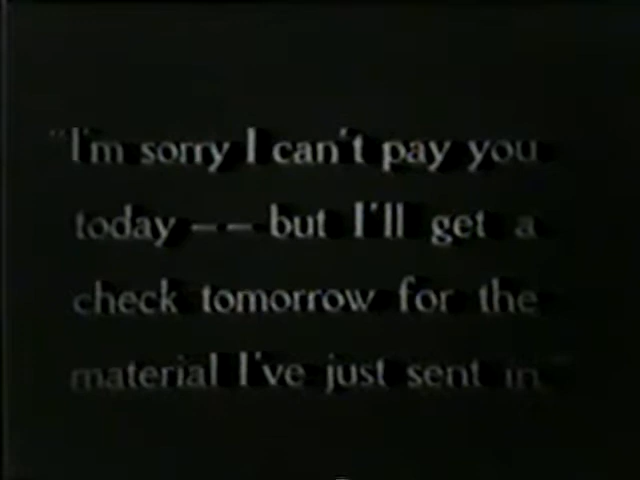 "I'm sorry I can't pay you
today -- but I'll get a
check tomorrow for the
material I've just sent in"